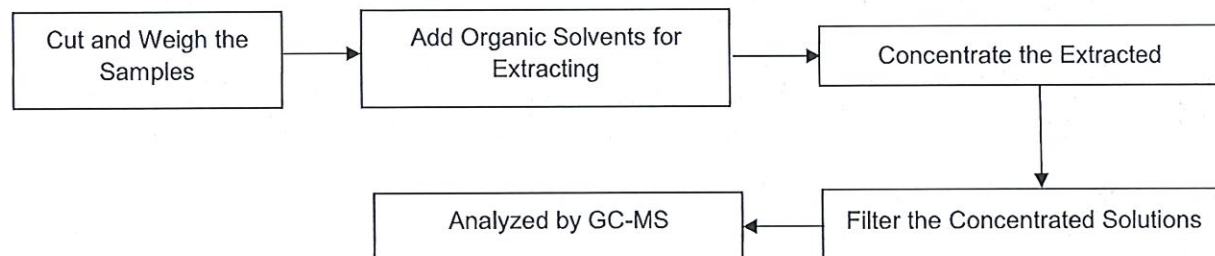 Cut and Weigh the
Samples
Add Organic Solvents for
Extracting
Concentrate the Extracted
Filter the Concentrated Solutions
Analyzed by GC-MS